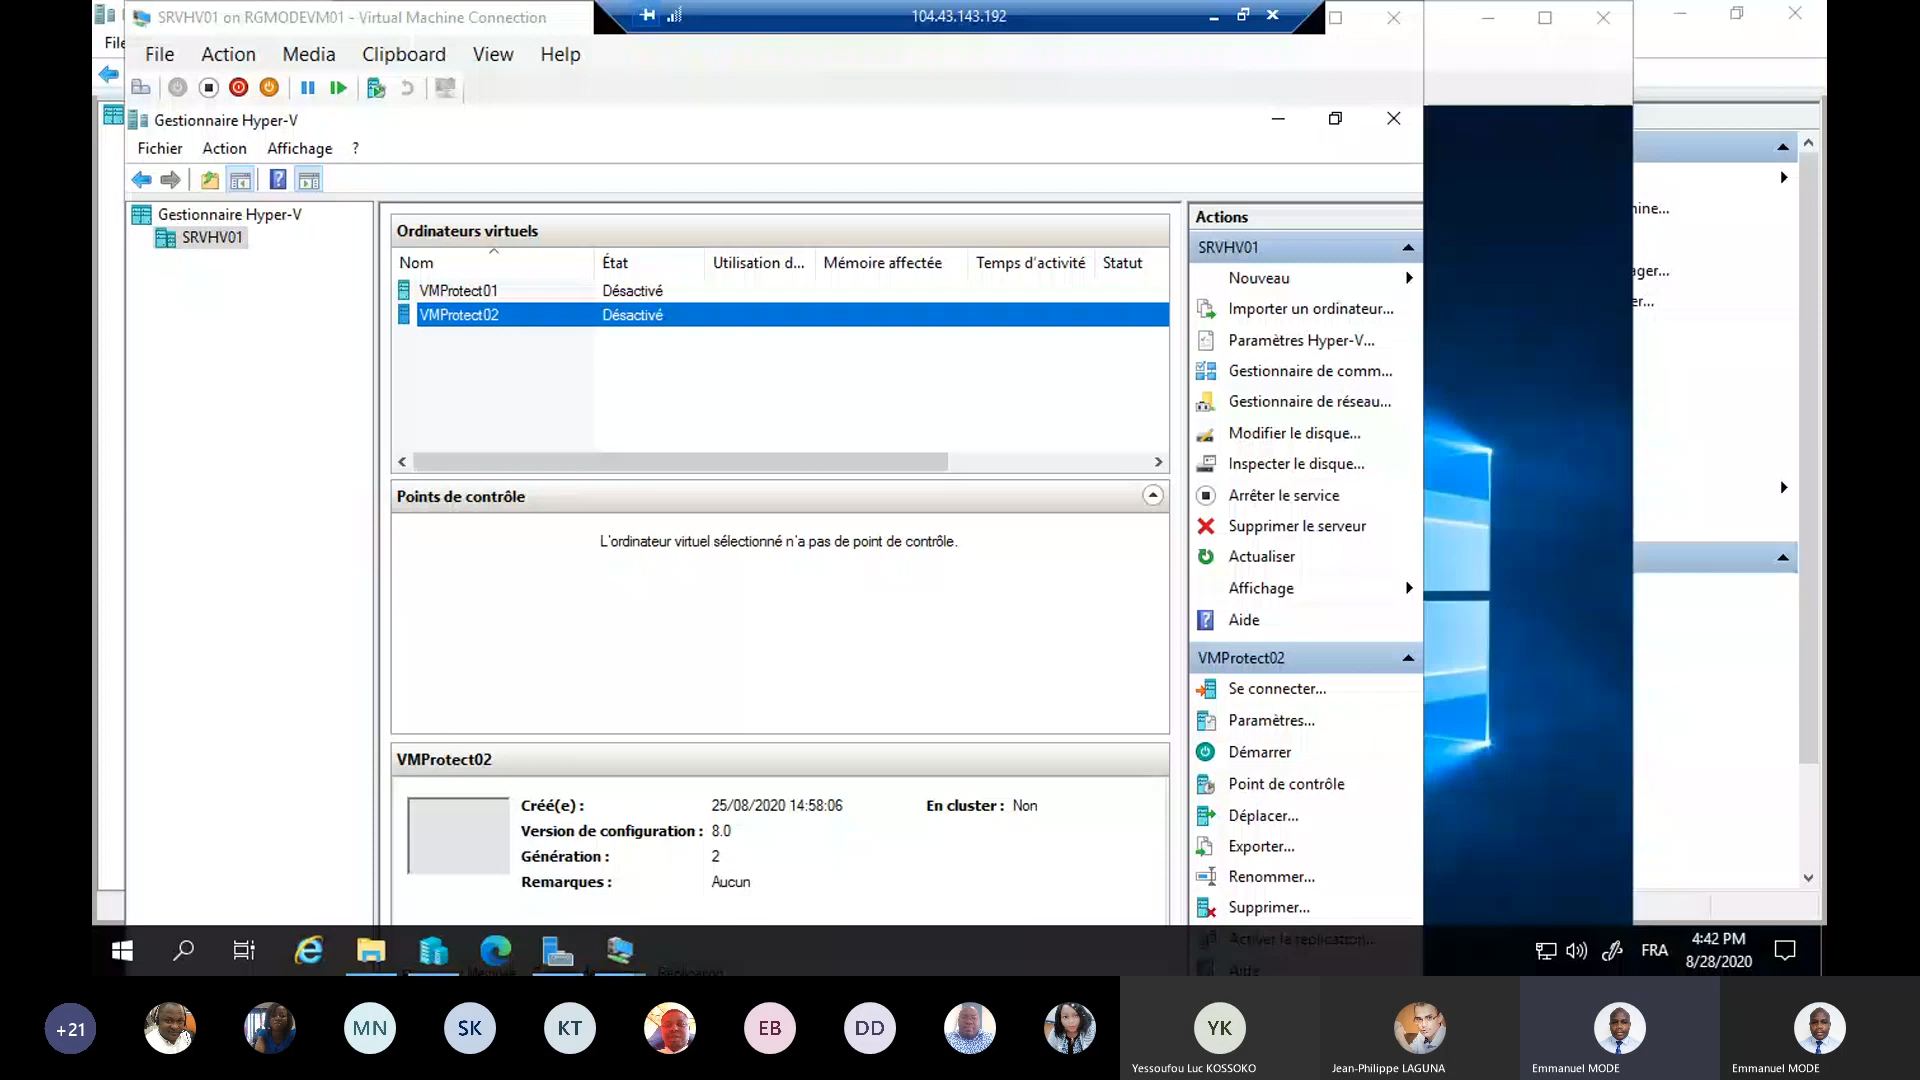 SRVHV01 on RGMODEVM01 - Virtual Machine Connection
104.43.143.192
File
File Action Media Clipboard View Help
Gestionnaire Hyper-V
Fichier Action Affichage ?
Gestionnaire Hyper-V
SRVHV01
Ordinateurs virtuels
Nom État Utilisation d... Mémoire affectée Temps d'activité Statut
VMProtect01 Désactivé
VMProtect02 Désactivé
Points de contrôle
L'ordinateur virtuel sélectionné n'a pas de point de contrôle.
VMProtect02
Créé(e) : 25/08/2020 14:58:06 En cluster : Non
Version de configuration : 8.0
Génération : 2
Remarques : Aucun
Actions
SRVHV01
Nouveau
Importer un ordinateur...
Paramètres Hyper-V...
Gestionnaire de comm...
Gestionnaire de réseau...
Modifier le disque...
Inspecter le disque...
Arrêter le service
Supprimer le serveur
Actualiser
Affichage
Aide
VMProtect02
Se connecter...
Paramètres...
Démarrer
Point de contrôle
Déplacer...
Exporter...
Renommer...
Supprimer...
Activer la réplication...
Aide
hine...
ager...
er...
FRA
4:42 PM
8/28/2020
+21 MN SK KT EB DD YK
Yessoufou Luc KOSSOKO Jean-Philippe LAGUNA Emmanuel MODE Emmanuel MODE